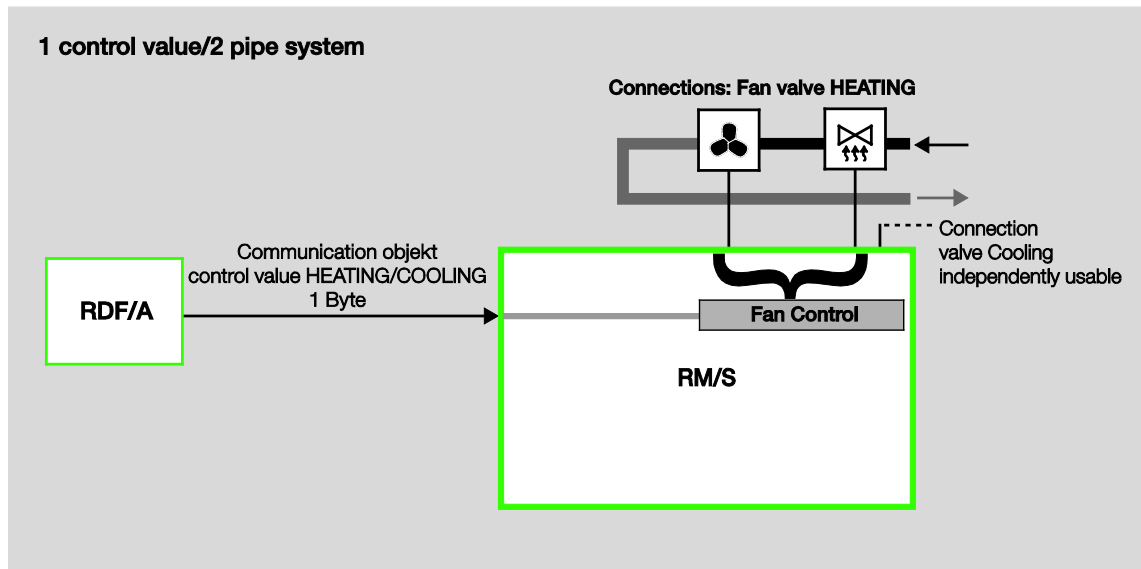 1 control value/2 pipe system
Connections: Fan valve HEATING
Connection
valve Cooling
independently usable
Communication objekt
control value HEATING/COOLING
1 Byte
RDF/A
Fan Control
RM/S